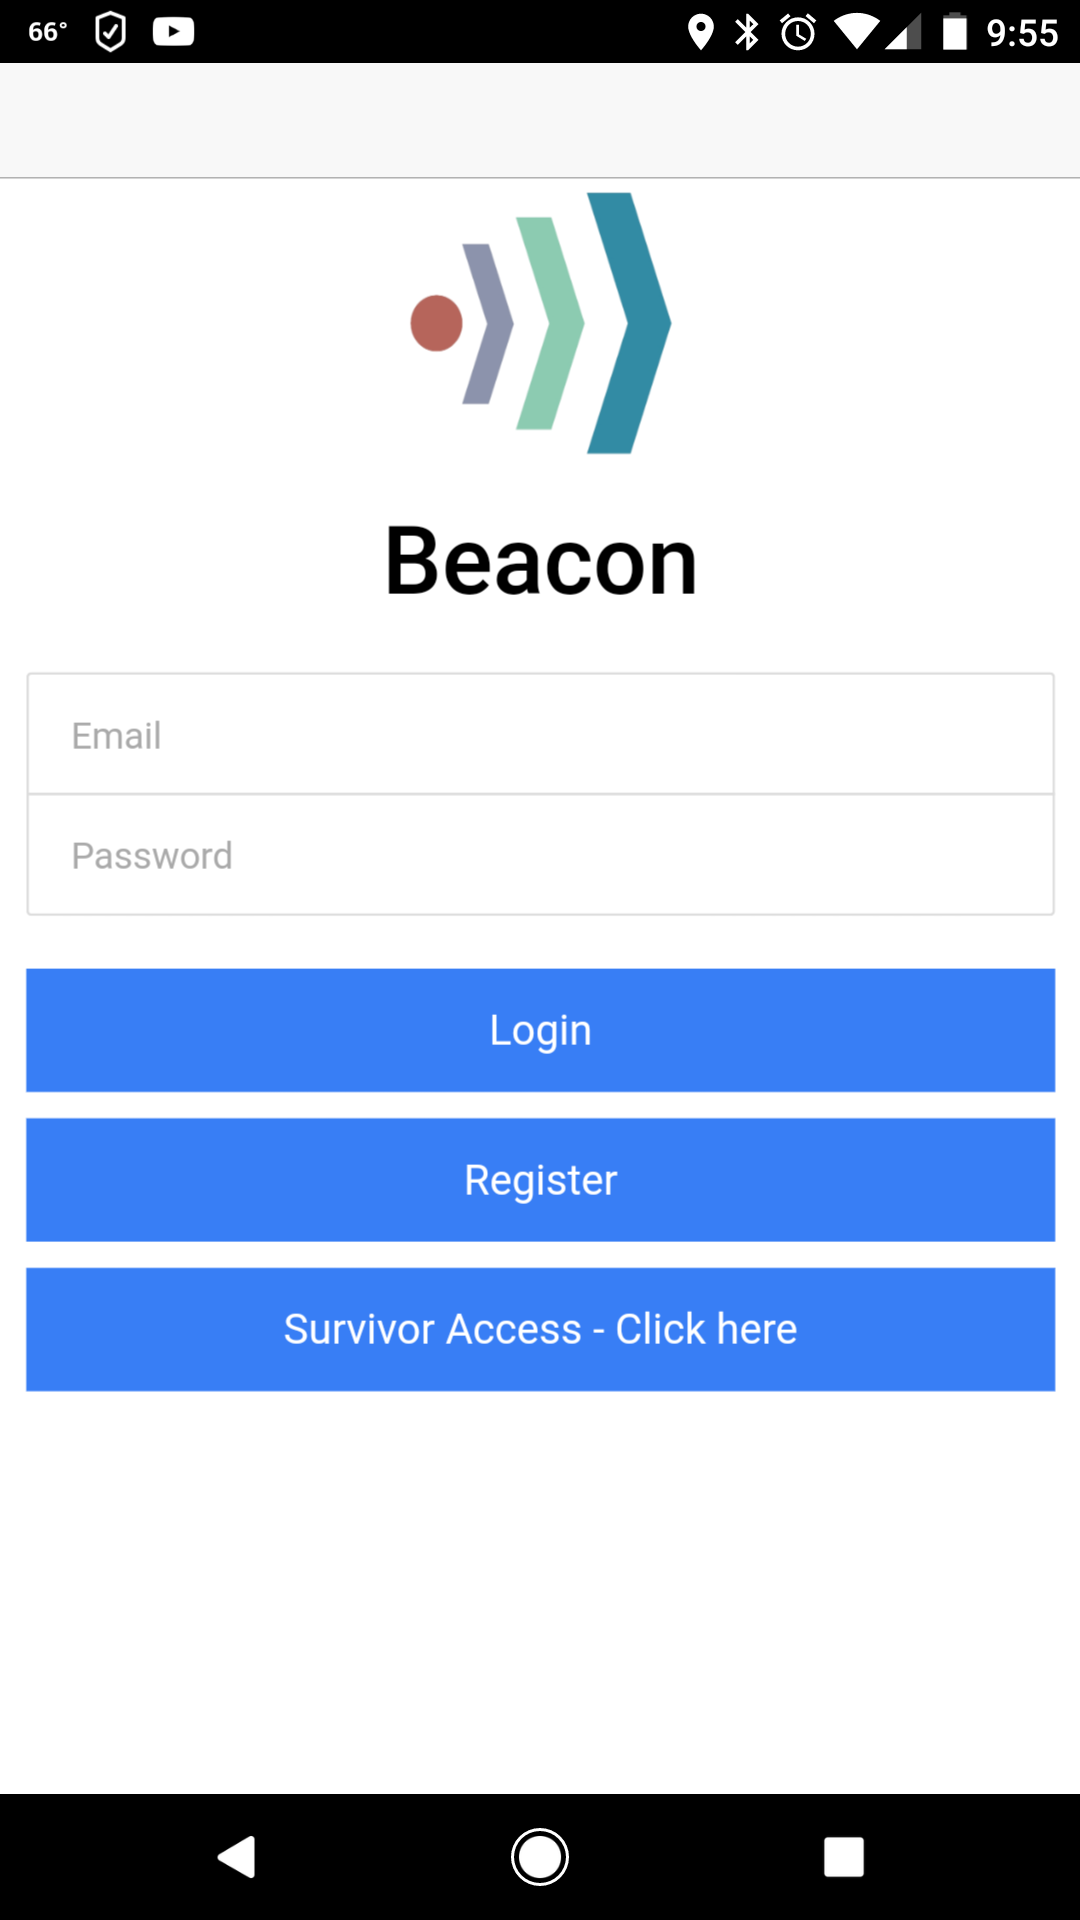 66° 9:55
Beacon
Email
Password
Login
Register
Survivor Access - Click here